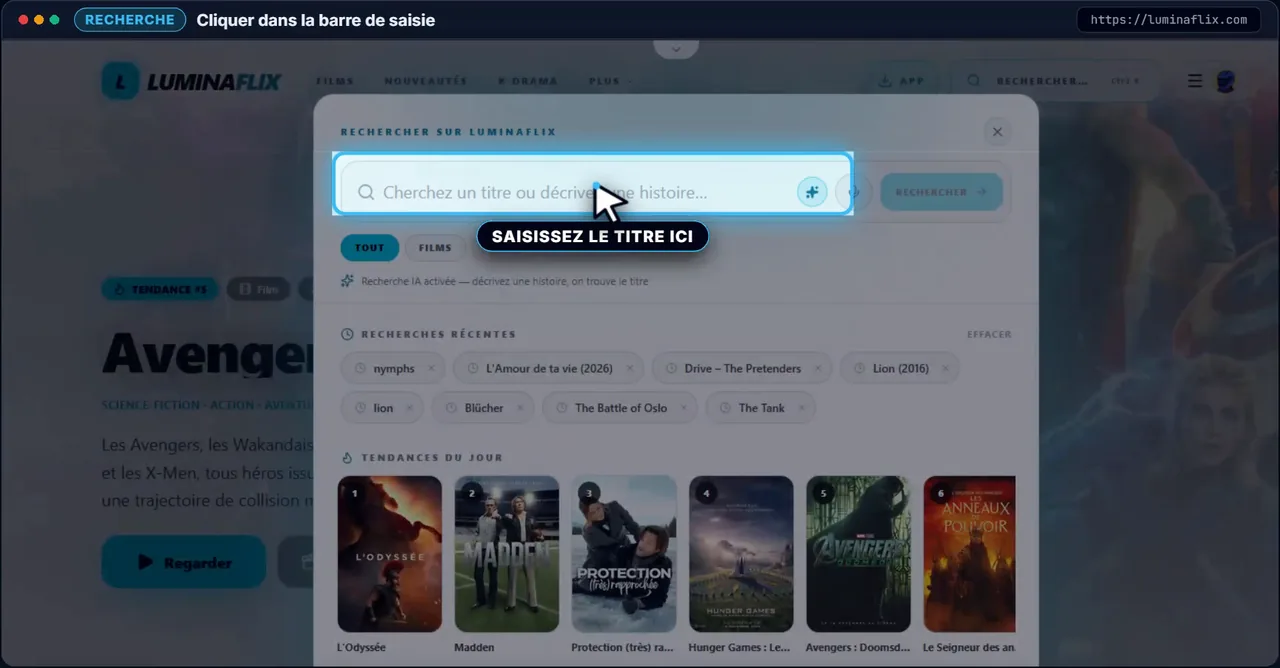 RECHERCHE Cliquer dans la barre de saisie https://luminaflix.com
L LUMINAFLIX FILMS NOUVEAUTÉS K-DRAMA PLUS APP RECHERCHER...
RECHERCHER SUR LUMINAFLIX
Cherchez un titre ou décrivez une histoire... RECHERCHER
SAISISSEZ LE TITRE ICI
TOUT FILMS
Recherche IA activée — décrivez une histoire, on trouve le titre
TENDANCE #5 Film
RECHERCHES RÉCENTES EFFACER
Avenger
nymphs L'Amour de ta vie (2026) Drive – The Pretenders Lion (2016)
SCIENCE-FICTION · ACTION · AVENTU
lion Blücher The Battle of Oslo The Tank
Les Avengers, les Wakandais
et les X-Men, tous héros issu
une trajectoire de collision m
TENDANCES DU JOUR
1 2 3 4 5 6
L'ODYSSÉE MADDEN PROTECTION (très) rapprochée HUNGER GAMES AVENGERS DOOMSDAY LES ANNEAUX DE POUVOIR
Regarder
L'Odyssée Madden Protection (très) ra... Hunger Games : Le... Avengers : Doomsd... Le Seigneur des an